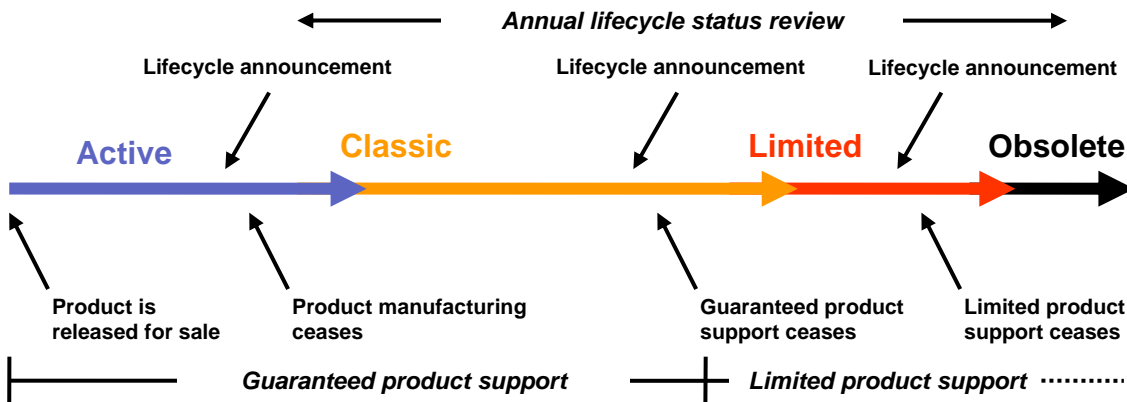 Annual lifecycle status review
Lifecycle announcement
Lifecycle announcement
Lifecycle announcement
Active
Classic
Limited
Obsolete
Product is
released for sale
Product manufacturing
ceases
Guaranteed product
support ceases
Limited product
support ceases
Guaranteed product support
Limited product support